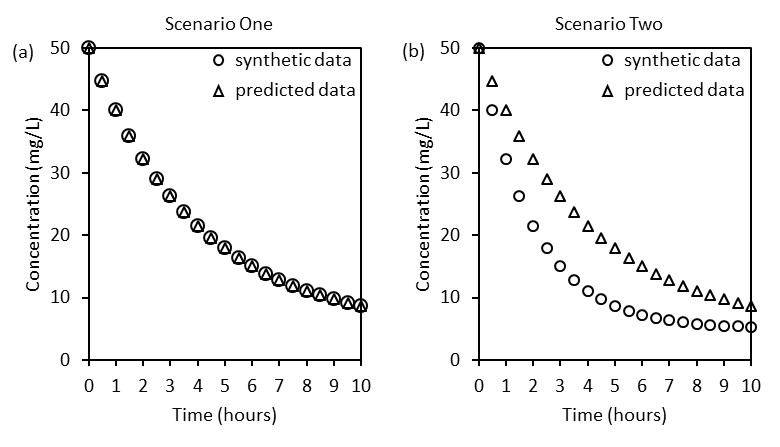 Scenario One
(a)
synthetic data
predicted data
Concentration (mg/L)
50
40
30
20
10
0
0 1 2 3 4 5 6 7 8 9 10
Time (hours)
Scenario Two
(b)
synthetic data
predicted data
Concentration (mg/L)
50
40
30
20
10
0
0 1 2 3 4 5 6 7 8 9 10
Time (hours)